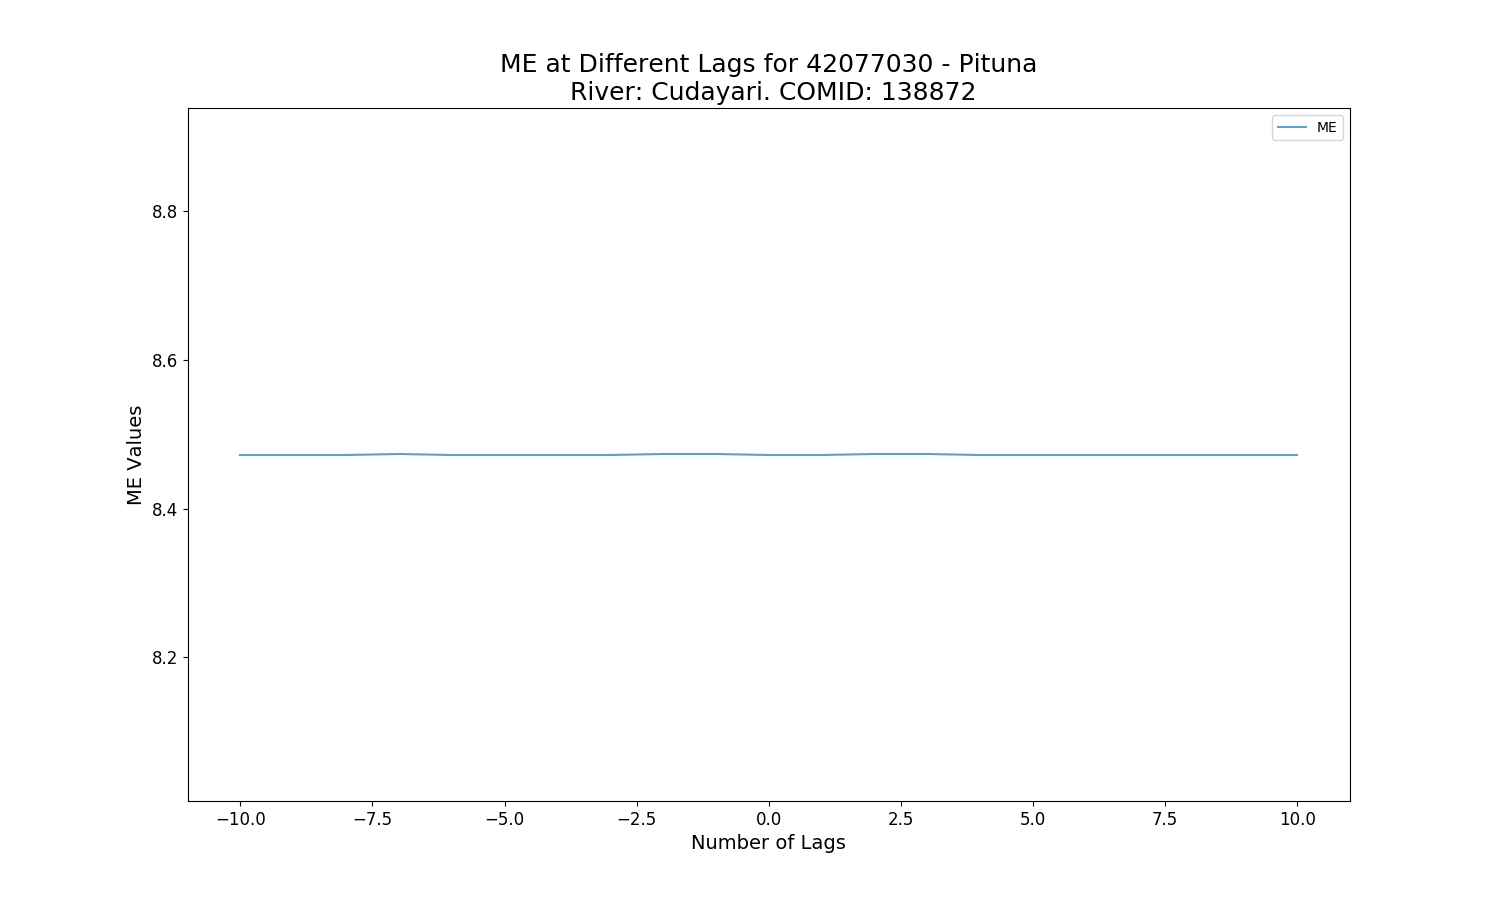 ME at Different Lags for 42077030 - Pituna
River: Cudayari. COMID: 138872
ME
8.8
8.6
8.4
8.2
ME Values
−10.0 −7.5 −5.0 −2.5 0.0 2.5 5.0 7.5 10.0
Number of Lags